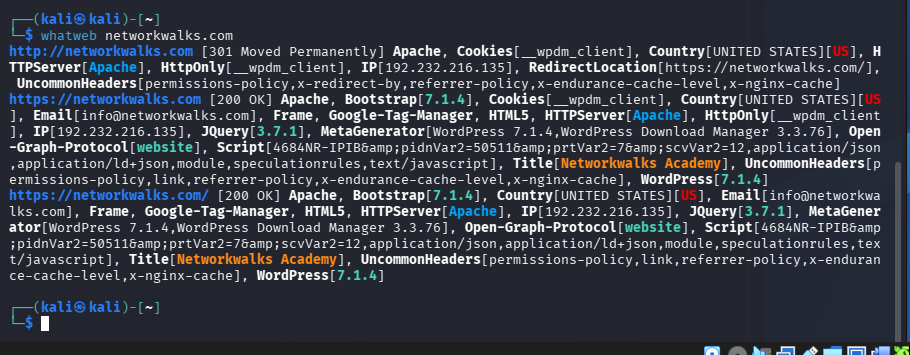 ┌──(kali㉿kali)-[~]
└─$ whatweb networkwalks.com
http://networkwalks.com [301 Moved Permanently] Apache, Cookies[__wpdm_client], Country[UNITED STATES][US], H
TTPServer[Apache], HttpOnly[__wpdm_client], IP[192.232.216.135], RedirectLocation[https://networkwalks.com/],
 UncommonHeaders[permissions-policy,x-redirect-by,referrer-policy,x-endurance-cache-level,x-nginx-cache]
https://networkwalks.com [200 OK] Apache, Bootstrap[7.1.4], Cookies[__wpdm_client], Country[UNITED STATES][US
], Email[info@networkwalks.com], Frame, Google-Tag-Manager, HTML5, HTTPServer[Apache], HttpOnly[__wpdm_client
], IP[192.232.216.135], JQuery[3.7.1], MetaGenerator[WordPress 7.1.4,WordPress Download Manager 3.3.76], Open
-Graph-Protocol[website], Script[4684NR-IPIB&amp;pidnVar2=50511&amp;prtVar2=7&amp;scvVar2=12,application/json
,application/ld+json,module,speculationrules,text/javascript], Title[Networkwalks Academy], UncommonHeaders[p
ermissions-policy,link,referrer-policy,x-endurance-cache-level,x-nginx-cache], WordPress[7.1.4]
https://networkwalks.com/ [200 OK] Apache, Bootstrap[7.1.4], Country[UNITED STATES][US], Email[info@networkwa
lks.com], Frame, Google-Tag-Manager, HTML5, HTTPServer[Apache], IP[192.232.216.135], JQuery[3.7.1], MetaGener
ator[WordPress 7.1.4,WordPress Download Manager 3.3.76], Open-Graph-Protocol[website], Script[4684NR-IPIB&amp
;pidnVar2=50511&amp;prtVar2=7&amp;scvVar2=12,application/json,application/ld+json,module,speculationrules,tex
t/javascript], Title[Networkwalks Academy], UncommonHeaders[permissions-policy,link,referrer-policy,x-enduran
ce-cache-level,x-nginx-cache], WordPress[7.1.4]
┌──(kali㉿kali)-[~]
└─$